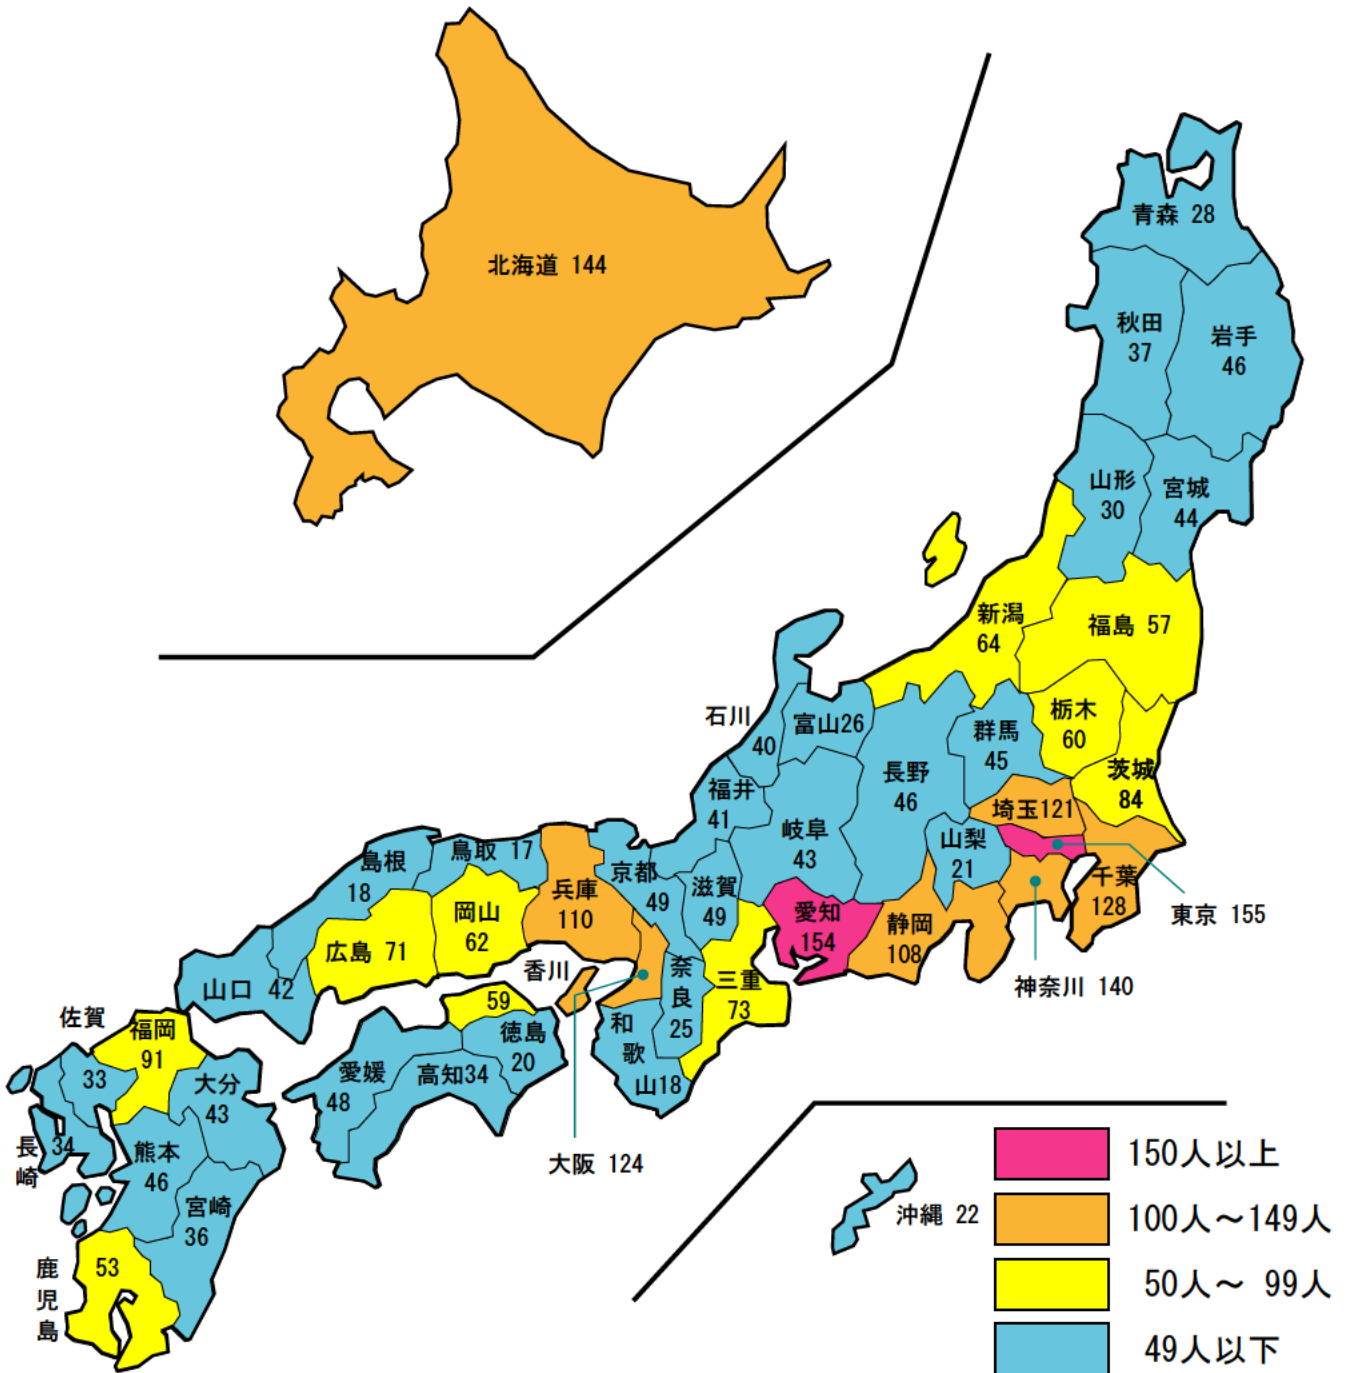 北海道 144
青森 28
秋田
37
岩手
46
山形
30
宮城
44
新潟
64
福島 57
石川
40
富山26
福井
41
長野
46
群馬
45
栃木
60
茨城
84
埼玉121
岐阜
43
山梨
21
千葉
128
東京 155
神奈川 140
静岡
108
愛知
154
三重
73
滋賀
49
京都
49
奈
良
25
和
歌
山18
大阪 124
兵庫
110
鳥取 17
島根
18
岡山
62
広島 71
山口 42
香川
59
徳島
20
愛媛
48
高知34
福岡
91
佐賀
33
長
崎
34
大分
43
熊本
46
宮崎
36
鹿
児
島
53
沖縄 22
150人以上
100人～149人
50人～ 99人
49人以下